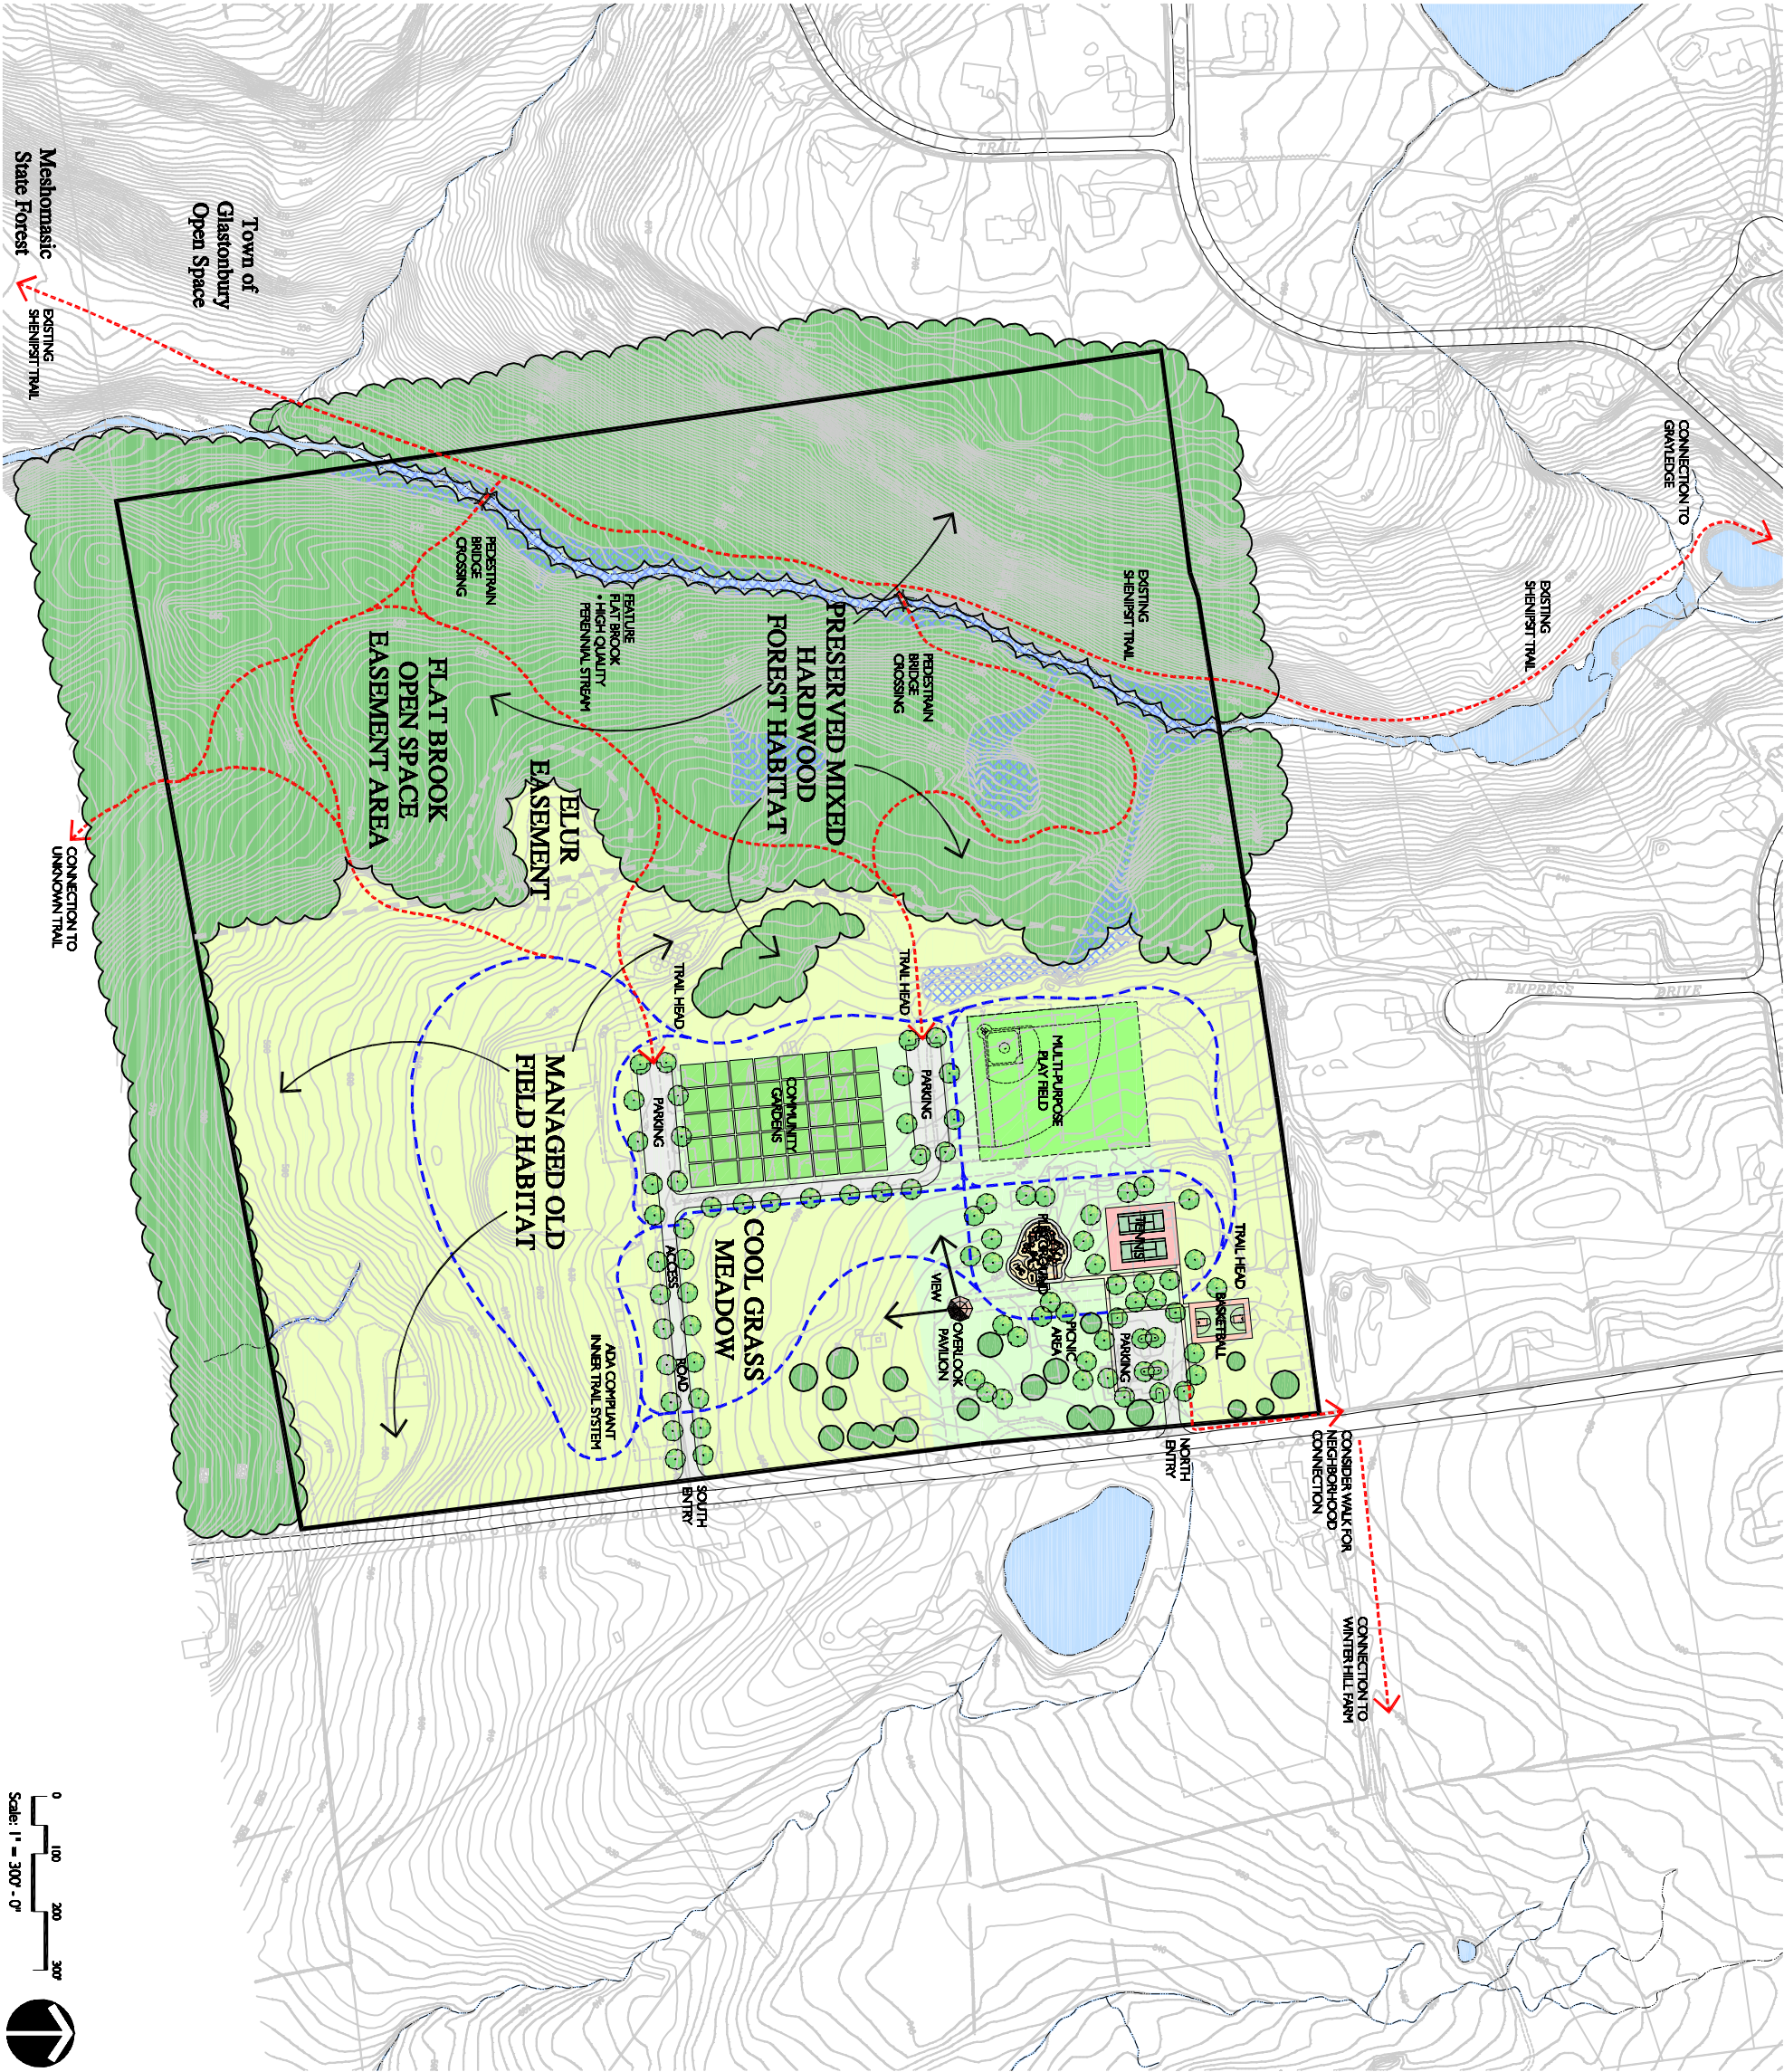 Meshomasic
State Forest
Town of
Glastonbury
Open Space
EXISTING
SHENIPSIT TRAIL
TRAIL
DRIVE
CONNECTION TO
GRAYLEDGE
EXISTING
SHENIPSIT TRAIL
EXISTING
SHENIPSIT TRAIL
PEDESTRAIN
BRIDGE
CROSSING
FEATURE
FLAT BROOK
• HIGH QUALITY
PERENNIAL STREAM
PEDESTRAIN
BRIDGE
CROSSING
PRESERVED MIXED
HARDWOOD
FOREST HABITAT
FLAT BROOK
OPEN SPACE
EASEMENT AREA
ELUR
EASEMENT
CONNECTION TO
UNKNOWN TRAIL
TRAIL HEAD
TRAIL HEAD
EMPRESS DRIVE
MULTI-PURPOSE
PLAY FIELD
PARKING
COMMUNITY
GARDENS
PARKING
MANAGED OLD
FIELD HABITAT
COOL GRASS
MEADOW
ACCESS ROAD
ADA COMPLIANT
INNER TRAIL SYSTEM
TENNIS
PLAYGROUND
TRAIL HEAD
BASKETBALL
VIEW
OVERLOOK
PAVILION
PICNIC
AREA
PARKING
NORTH
ENTRY
SOUTH
ENTRY
CONSIDER WALK FOR
NEIGHBORHOOD
CONNECTION
CONNECTION TO
WINTER HILL FARM
0 100 200 300'
Scale: 1" = 300' - 0"